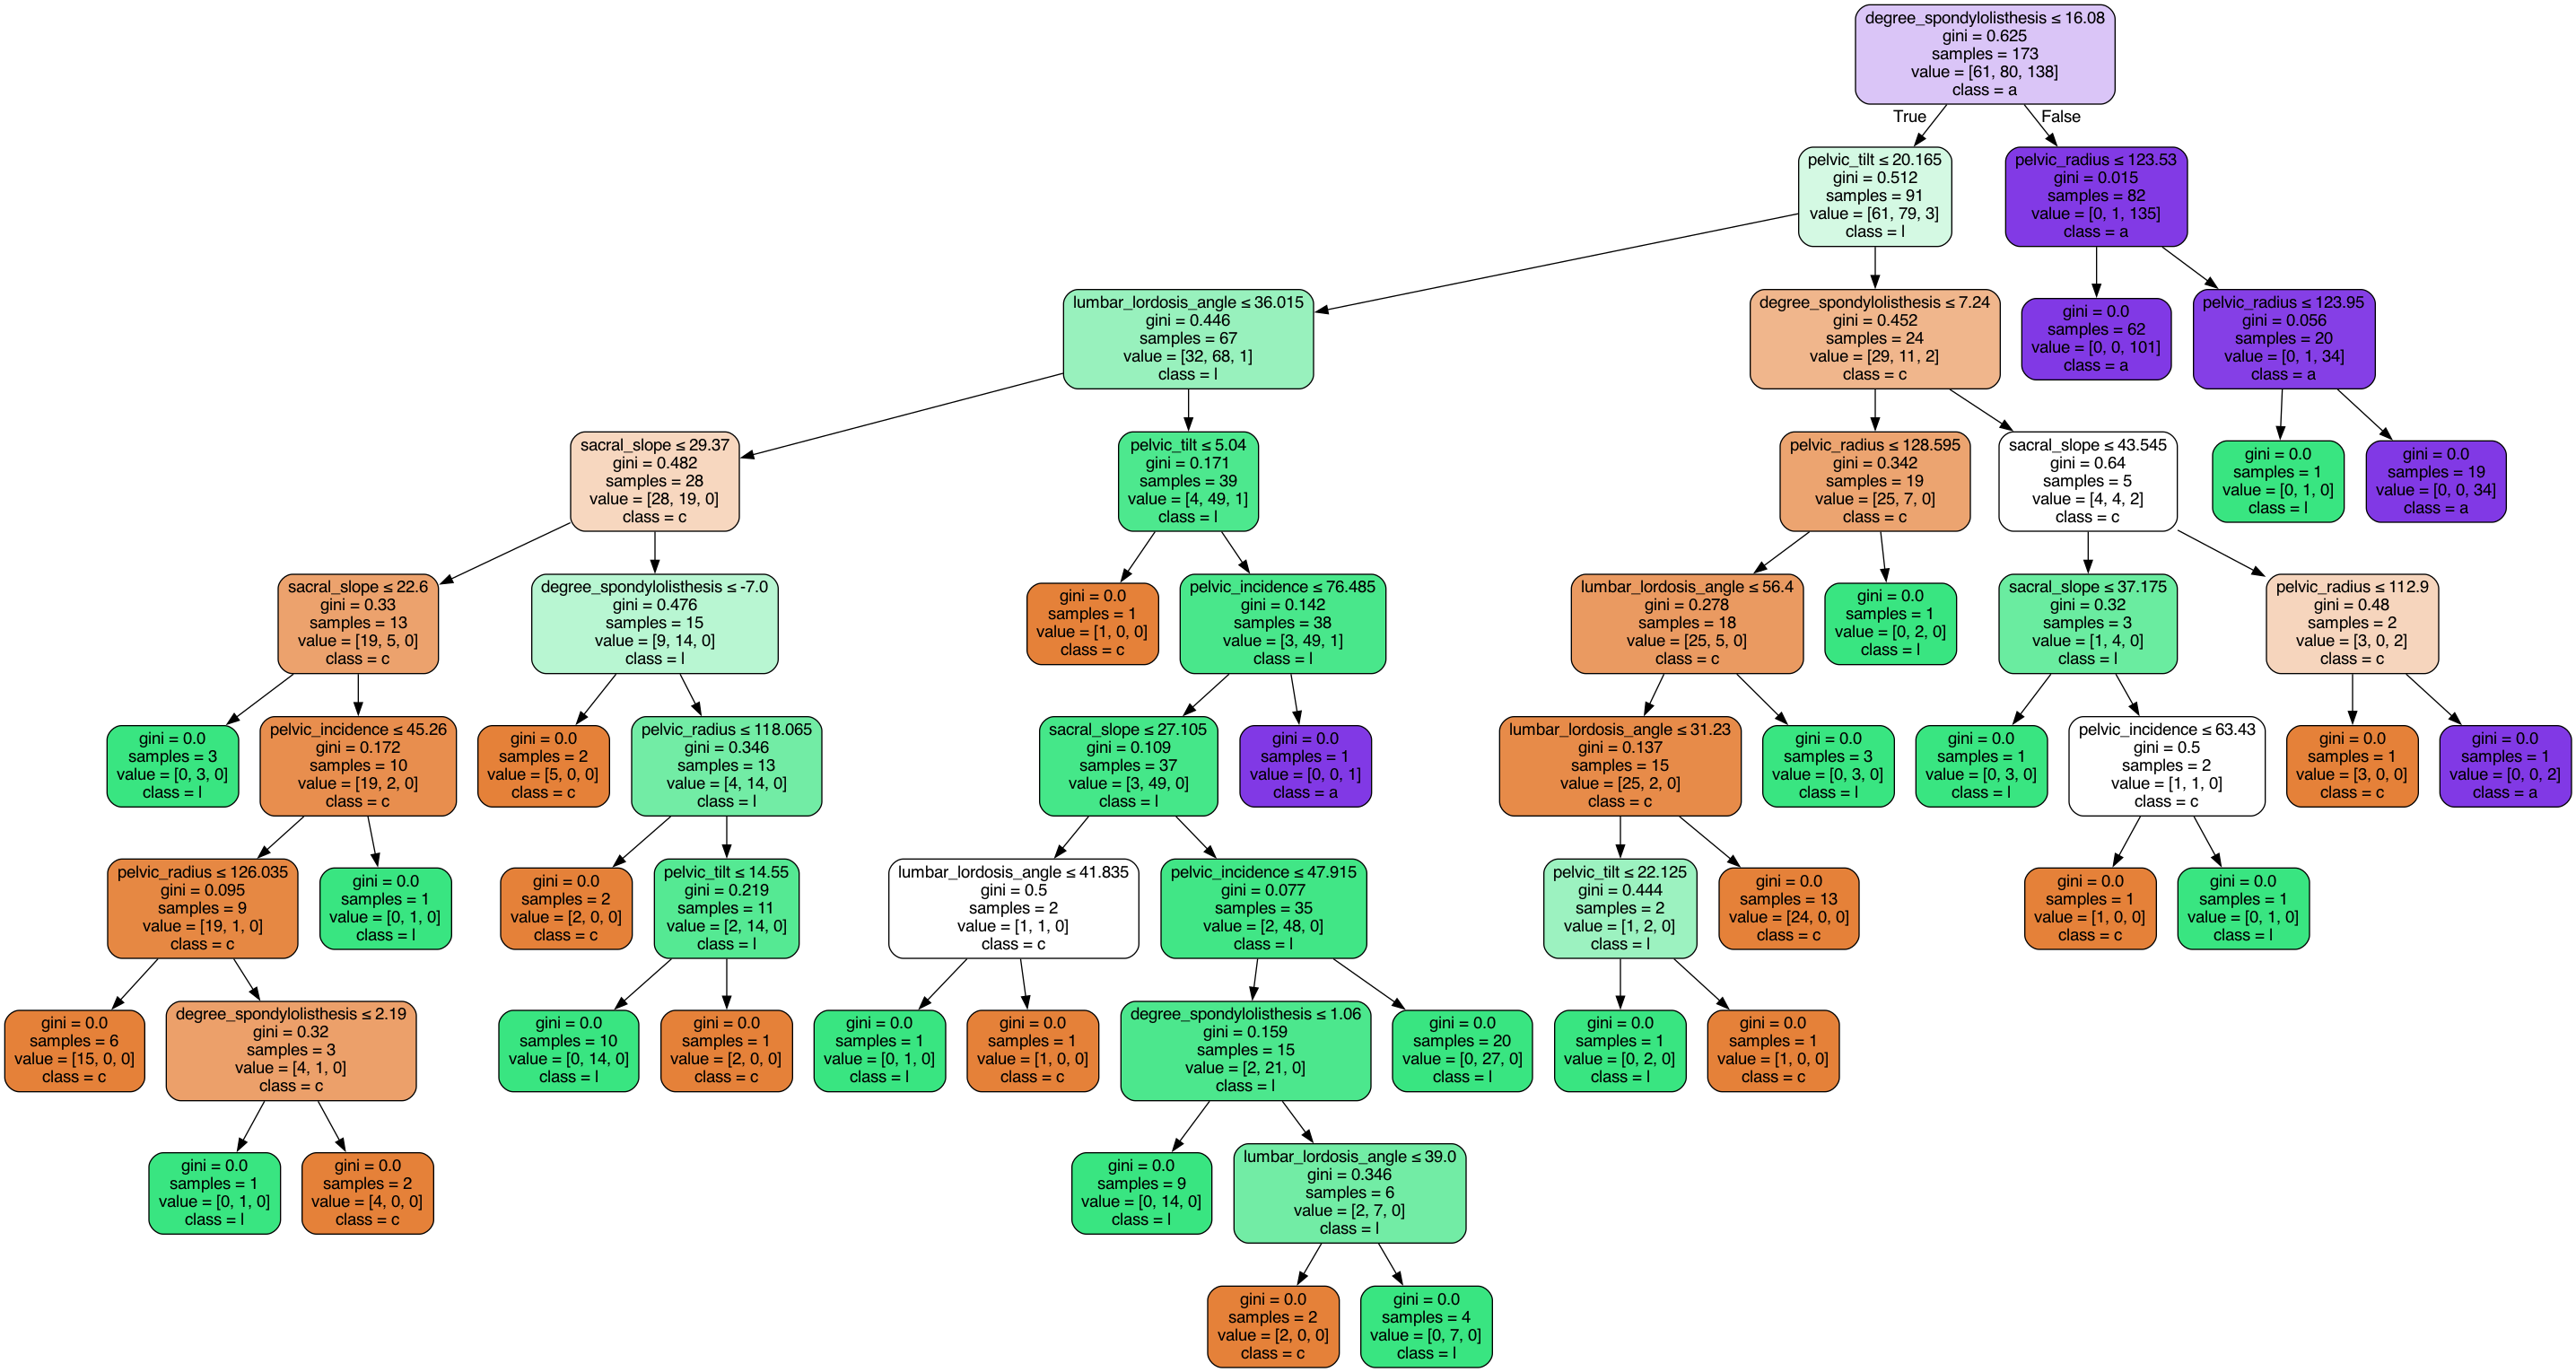 degree_spondylolisthesis ≤ 16.08
gini = 0.625
samples = 173
value = [61, 80, 138]
class = a
True
False
pelvic_tilt ≤ 20.165
gini = 0.512
samples = 91
value = [61, 79, 3]
class = l
pelvic_radius ≤ 123.53
gini = 0.015
samples = 82
value = [0, 1, 135]
class = a
lumbar_lordosis_angle ≤ 36.015
gini = 0.446
samples = 67
value = [32, 68, 1]
class = l
degree_spondylolisthesis ≤ 7.24
gini = 0.452
samples = 24
value = [29, 11, 2]
class = c
gini = 0.0
samples = 62
value = [0, 0, 101]
class = a
pelvic_radius ≤ 123.95
gini = 0.056
samples = 20
value = [0, 1, 34]
class = a
sacral_slope ≤ 29.37
gini = 0.482
samples = 28
value = [28, 19, 0]
class = c
pelvic_tilt ≤ 5.04
gini = 0.171
samples = 39
value = [4, 49, 1]
class = l
pelvic_radius ≤ 128.595
gini = 0.342
samples = 19
value = [25, 7, 0]
class = c
sacral_slope ≤ 43.545
gini = 0.64
samples = 5
value = [4, 4, 2]
class = c
gini = 0.0
samples = 1
value = [0, 1, 0]
class = l
gini = 0.0
samples = 19
value = [0, 0, 34]
class = a
sacral_slope ≤ 22.6
gini = 0.33
samples = 13
value = [19, 5, 0]
class = c
degree_spondylolisthesis ≤ -7.0
gini = 0.476
samples = 15
value = [9, 14, 0]
class = l
gini = 0.0
samples = 1
value = [1, 0, 0]
class = c
pelvic_incidence ≤ 76.485
gini = 0.142
samples = 38
value = [3, 49, 1]
class = l
lumbar_lordosis_angle ≤ 56.4
gini = 0.278
samples = 18
value = [25, 5, 0]
class = c
gini = 0.0
samples = 1
value = [0, 2, 0]
class = l
sacral_slope ≤ 37.175
gini = 0.32
samples = 3
value = [1, 4, 0]
class = l
pelvic_radius ≤ 112.9
gini = 0.48
samples = 2
value = [3, 0, 2]
class = c
gini = 0.0
samples = 3
value = [0, 3, 0]
class = l
pelvic_incidence ≤ 45.26
gini = 0.172
samples = 10
value = [19, 2, 0]
class = c
gini = 0.0
samples = 2
value = [5, 0, 0]
class = c
pelvic_radius ≤ 118.065
gini = 0.346
samples = 13
value = [4, 14, 0]
class = l
sacral_slope ≤ 27.105
gini = 0.109
samples = 37
value = [3, 49, 0]
class = l
gini = 0.0
samples = 1
value = [0, 0, 1]
class = a
lumbar_lordosis_angle ≤ 31.23
gini = 0.137
samples = 15
value = [25, 2, 0]
class = c
gini = 0.0
samples = 3
value = [0, 3, 0]
class = l
gini = 0.0
samples = 1
value = [0, 3, 0]
class = l
pelvic_incidence ≤ 63.43
gini = 0.5
samples = 2
value = [1, 1, 0]
class = c
gini = 0.0
samples = 1
value = [3, 0, 0]
class = c
gini = 0.0
samples = 1
value = [0, 0, 2]
class = a
pelvic_radius ≤ 126.035
gini = 0.095
samples = 9
value = [19, 1, 0]
class = c
gini = 0.0
samples = 1
value = [0, 1, 0]
class = l
gini = 0.0
samples = 2
value = [2, 0, 0]
class = c
pelvic_tilt ≤ 14.55
gini = 0.219
samples = 11
value = [2, 14, 0]
class = l
lumbar_lordosis_angle ≤ 41.835
gini = 0.5
samples = 2
value = [1, 1, 0]
class = c
pelvic_incidence ≤ 47.915
gini = 0.077
samples = 35
value = [2, 48, 0]
class = l
pelvic_tilt ≤ 22.125
gini = 0.444
samples = 2
value = [1, 2, 0]
class = l
gini = 0.0
samples = 13
value = [24, 0, 0]
class = c
gini = 0.0
samples = 1
value = [1, 0, 0]
class = c
gini = 0.0
samples = 1
value = [0, 1, 0]
class = l
gini = 0.0
samples = 6
value = [15, 0, 0]
class = c
degree_spondylolisthesis ≤ 2.19
gini = 0.32
samples = 3
value = [4, 1, 0]
class = c
gini = 0.0
samples = 10
value = [0, 14, 0]
class = l
gini = 0.0
samples = 1
value = [2, 0, 0]
class = c
gini = 0.0
samples = 1
value = [0, 1, 0]
class = l
gini = 0.0
samples = 1
value = [1, 0, 0]
class = c
degree_spondylolisthesis ≤ 1.06
gini = 0.159
samples = 15
value = [2, 21, 0]
class = l
gini = 0.0
samples = 20
value = [0, 27, 0]
class = l
gini = 0.0
samples = 1
value = [0, 2, 0]
class = l
gini = 0.0
samples = 1
value = [1, 0, 0]
class = c
gini = 0.0
samples = 1
value = [0, 1, 0]
class = l
gini = 0.0
samples = 2
value = [4, 0, 0]
class = c
gini = 0.0
samples = 9
value = [0, 14, 0]
class = l
lumbar_lordosis_angle ≤ 39.0
gini = 0.346
samples = 6
value = [2, 7, 0]
class = l
gini = 0.0
samples = 2
value = [2, 0, 0]
class = c
gini = 0.0
samples = 4
value = [0, 7, 0]
class = l